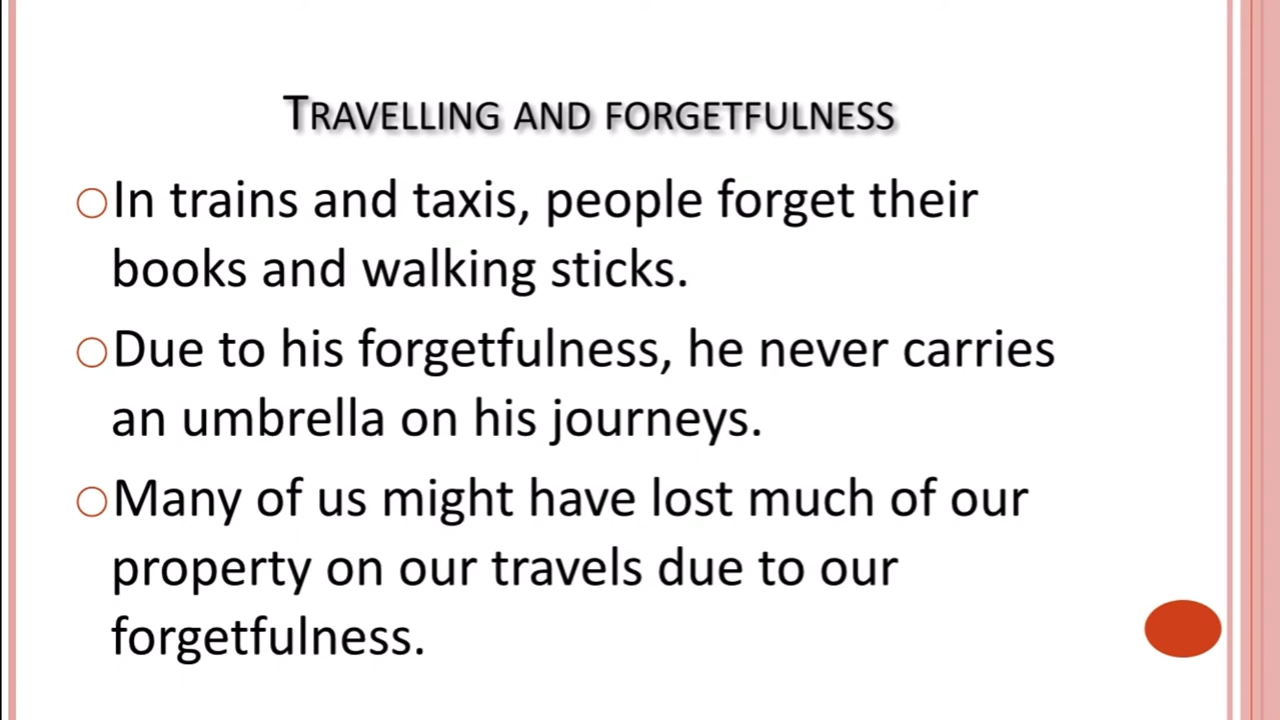 TRAVELLING AND FORGETFULNESS
In trains and taxis, people forget their
books and walking sticks.
Due to his forgetfulness, he never carries
an umbrella on his journeys.
Many of us might have lost much of our
property on our travels due to our
forgetfulness.